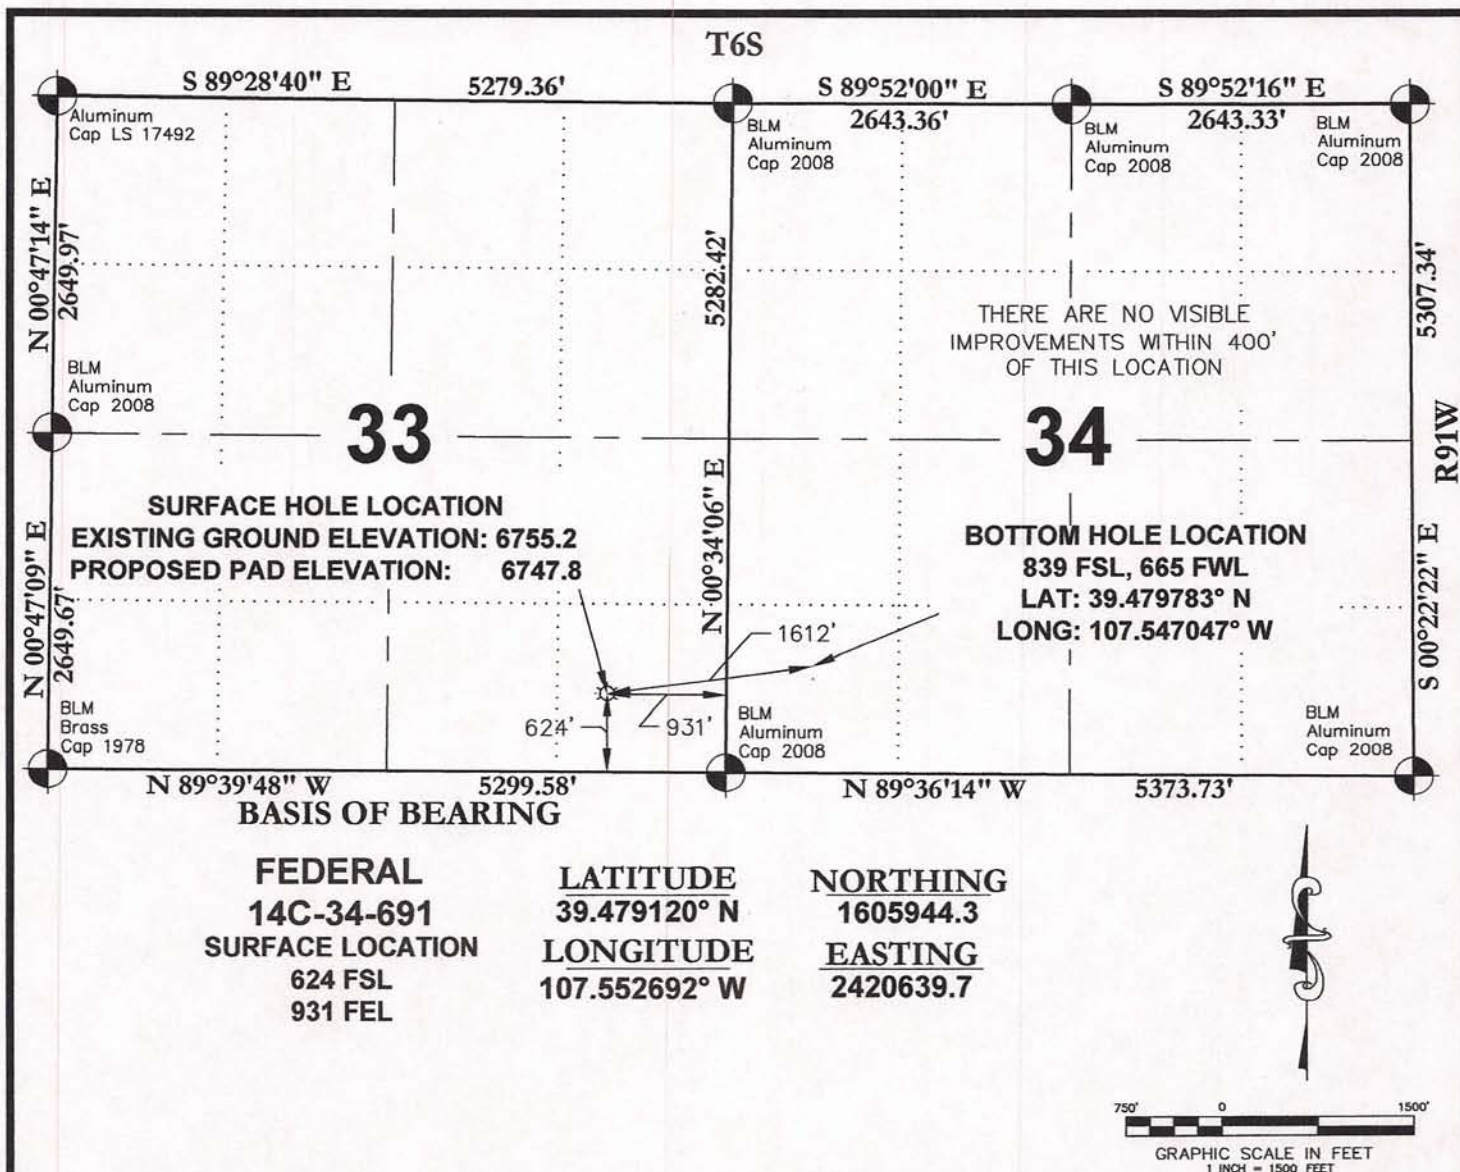 T6S
S 89°28'40" E
5279.36'
S 89°52'00" E
2643.36'
S 89°52'16" E
2643.33'
Aluminum
Cap LS 17492
BLM
Aluminum
Cap 2008
BLM
Aluminum
Cap 2008
BLM
Aluminum
Cap 2008
N 00°47'14" E
2649.97'
5282.42'
5307.34'
THERE ARE NO VISIBLE
IMPROVEMENTS WITHIN 400'
OF THIS LOCATION
BLM
Aluminum
Cap 2008
33
34
R91W
SURFACE HOLE LOCATION
EXISTING GROUND ELEVATION: 6755.2
PROPOSED PAD ELEVATION: 6747.8
N 00°34'06" E
BOTTOM HOLE LOCATION
839 FSL, 665 FWL
LAT: 39.479783° N
LONG: 107.547047° W
N 00°47'09" E
2649.67'
S 00°22'22" E
1612'
624'
931'
BLM
Brass
Cap 1978
BLM
Aluminum
Cap 2008
BLM
Aluminum
Cap 2008
N 89°39'48" W
5299.58'
N 89°36'14" W
5373.73'
BASIS OF BEARING
FEDERAL
14C-34-691
SURFACE LOCATION
624 FSL
931 FEL
LATITUDE
39.479120° N
LONGITUDE
107.552692° W
NORTHING
1605944.3
EASTING
2420639.7
750'
0
1500'
GRAPHIC SCALE IN FEET
1 INCH = 1500 FEET